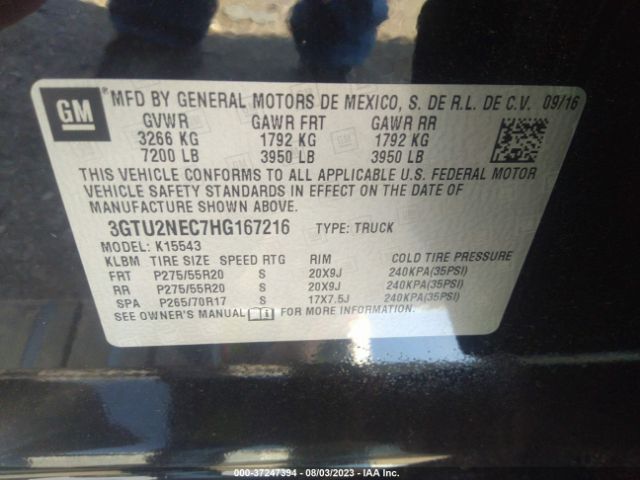 GM
*MFD BY GENERAL MOTORS DE MEXICO, S. DE R.L. DE C.V. 09/16
GVWR GAWR FRT GAWR RR
3266 KG 1792 KG 1792 KG
7200 LB 3950 LB 3950 LB
THIS VEHICLE CONFORMS TO ALL APPLICABLE U.S. FEDERAL MOTOR
VEHICLE SAFETY STANDARDS IN EFFECT ON THE DATE OF
MANUFACTURE SHOWN ABOVE.
3GTU2NEC7HG167216 TYPE: TRUCK
MODEL: K15543
KLBM TIRE SIZE SPEED RTG RIM COLD TIRE PRESSURE
FRT P275/55R20 S 20X9J 240KPA(35PSI)
RR P275/55R20 S 20X9J 240KPA(35PSI)
SPA P265/70R17 S 17X7.5J 240KPA(35PSI)
SEE OWNER'S MANUAL FOR MORE INFORMATION.
000-37247394 | 08/03/2023 - © IAA Inc.